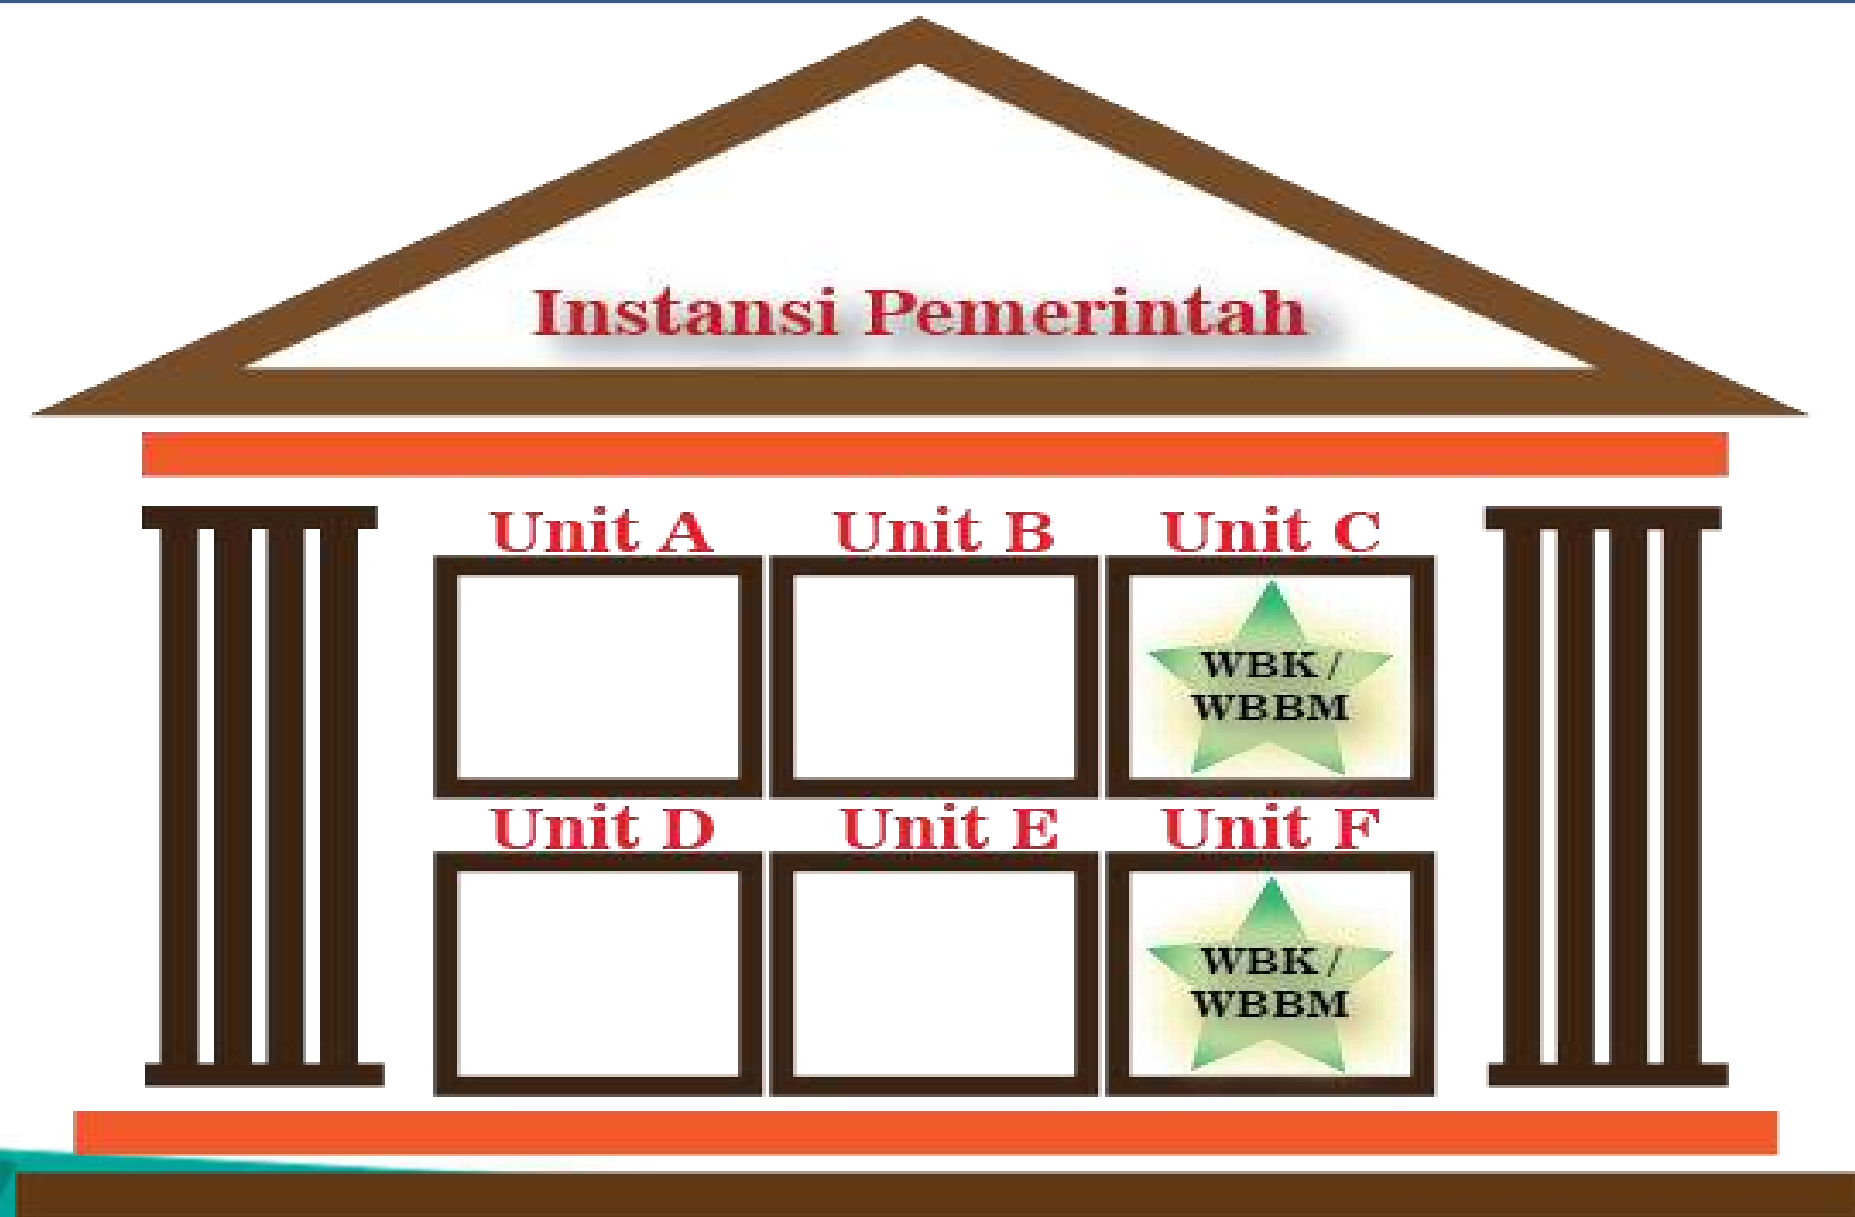 Instansi Pemerintah
Unit A Unit B Unit C
WBK /
WBBM
Unit D Unit E Unit F
WBK /
WBBM